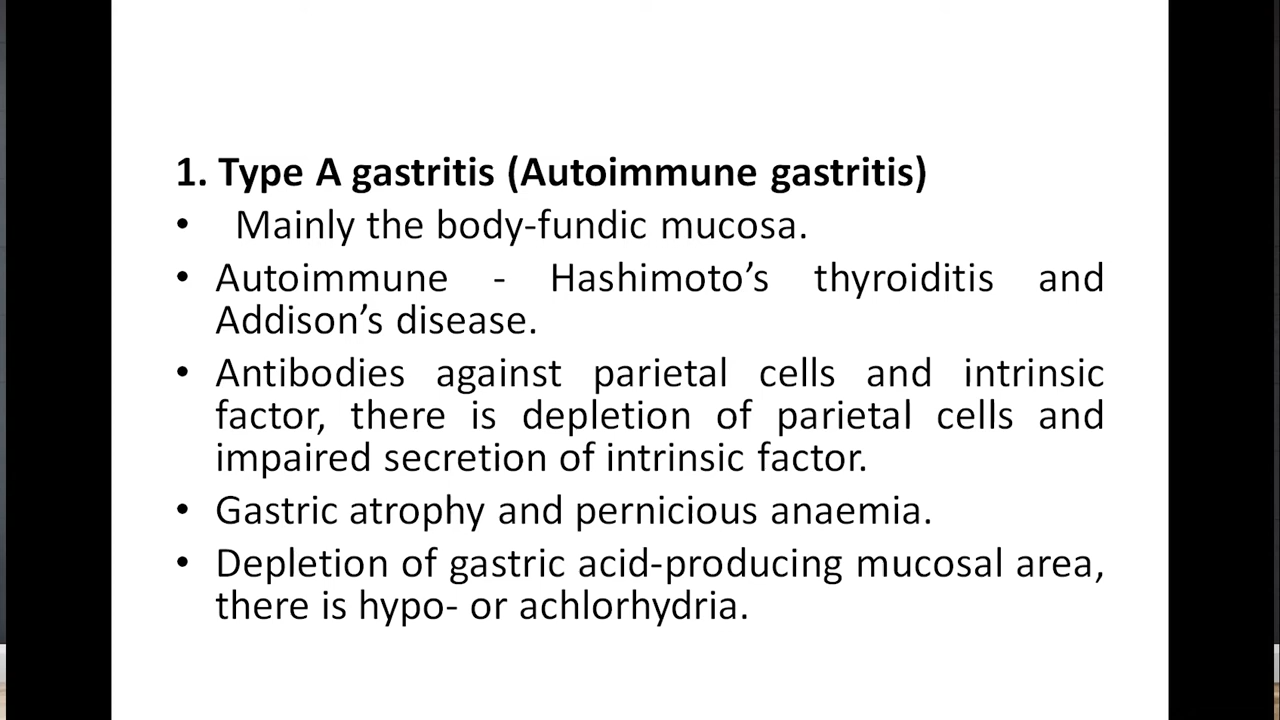 1. Type A gastritis (Autoimmune gastritis)
• Mainly the body-fundic mucosa.
• Autoimmune - Hashimoto’s thyroiditis and
Addison’s disease.
• Antibodies against parietal cells and intrinsic
factor, there is depletion of parietal cells and
impaired secretion of intrinsic factor.
• Gastric atrophy and pernicious anaemia.
• Depletion of gastric acid-producing mucosal area,
there is hypo- or achlorhydria.